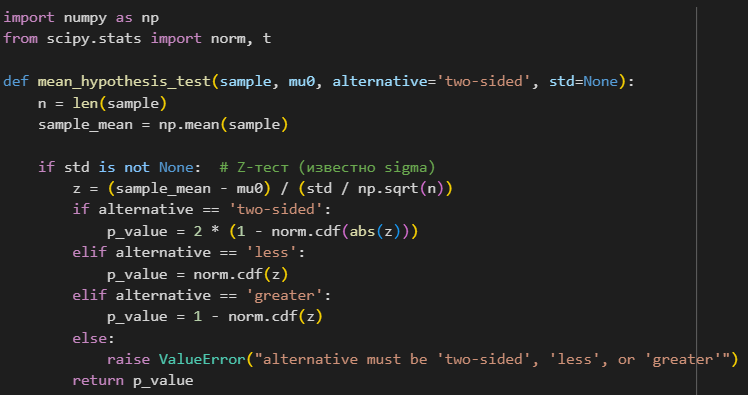 import numpy as np
from scipy.stats import norm, t

def mean_hypothesis_test(sample, mu0, alternative='two-sided', std=None):
    n = len(sample)
    sample_mean = np.mean(sample)

    if std is not None:  # Z-тест (известно sigma)
        z = (sample_mean - mu0) / (std / np.sqrt(n))
        if alternative == 'two-sided':
            p_value = 2 * (1 - norm.cdf(abs(z)))
        elif alternative == 'less':
            p_value = norm.cdf(z)
        elif alternative == 'greater':
            p_value = 1 - norm.cdf(z)
        else:
            raise ValueError("alternative must be 'two-sided', 'less', or 'greater'")
        return p_value